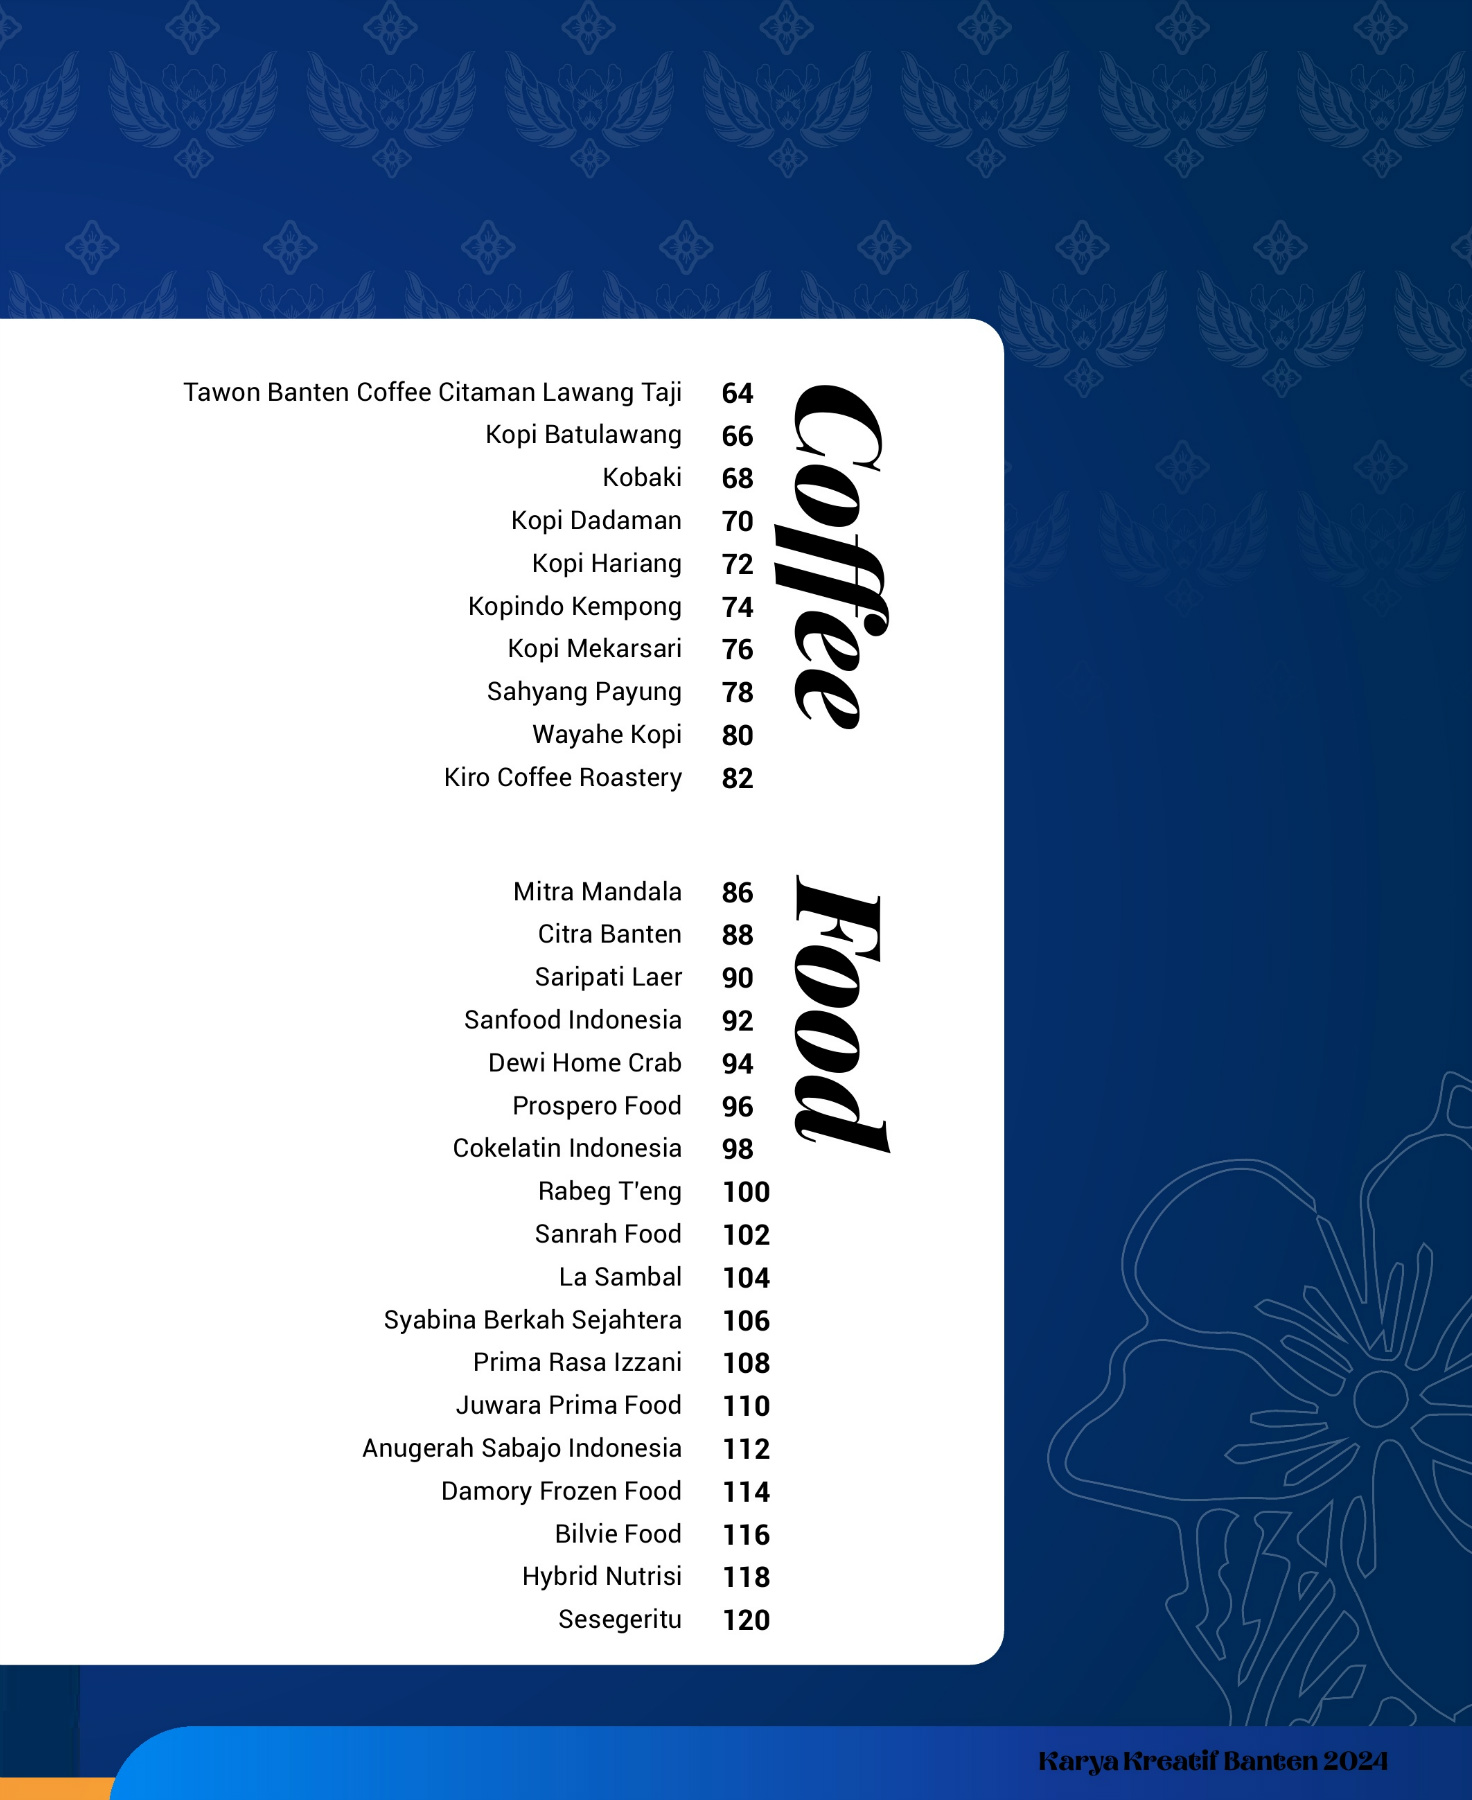 Coffee
Tawon Banten Coffee Citaman Lawang Taji 64
Kopi Batulawang 66
Kobaki 68
Kopi Dadaman 70
Kopi Hariang 72
Kopindo Kempong 74
Kopi Mekarsari 76
Sahyang Payung 78
Wayahe Kopi 80
Kiro Coffee Roastery 82
Food
Mitra Mandala 86
Citra Banten 88
Saripati Laer 90
Sanfood Indonesia 92
Dewi Home Crab 94
Prospero Food 96
Cokelatin Indonesia 98
Rabeg T'eng 100
Sanrah Food 102
La Sambal 104
Syabina Berkah Sejahtera 106
Prima Rasa Izzani 108
Juwara Prima Food 110
Anugerah Sabajo Indonesia 112
Damory Frozen Food 114
Bilvie Food 116
Hybrid Nutrisi 118
Sesegeritu 120
Karya Kreatif Banten 2024